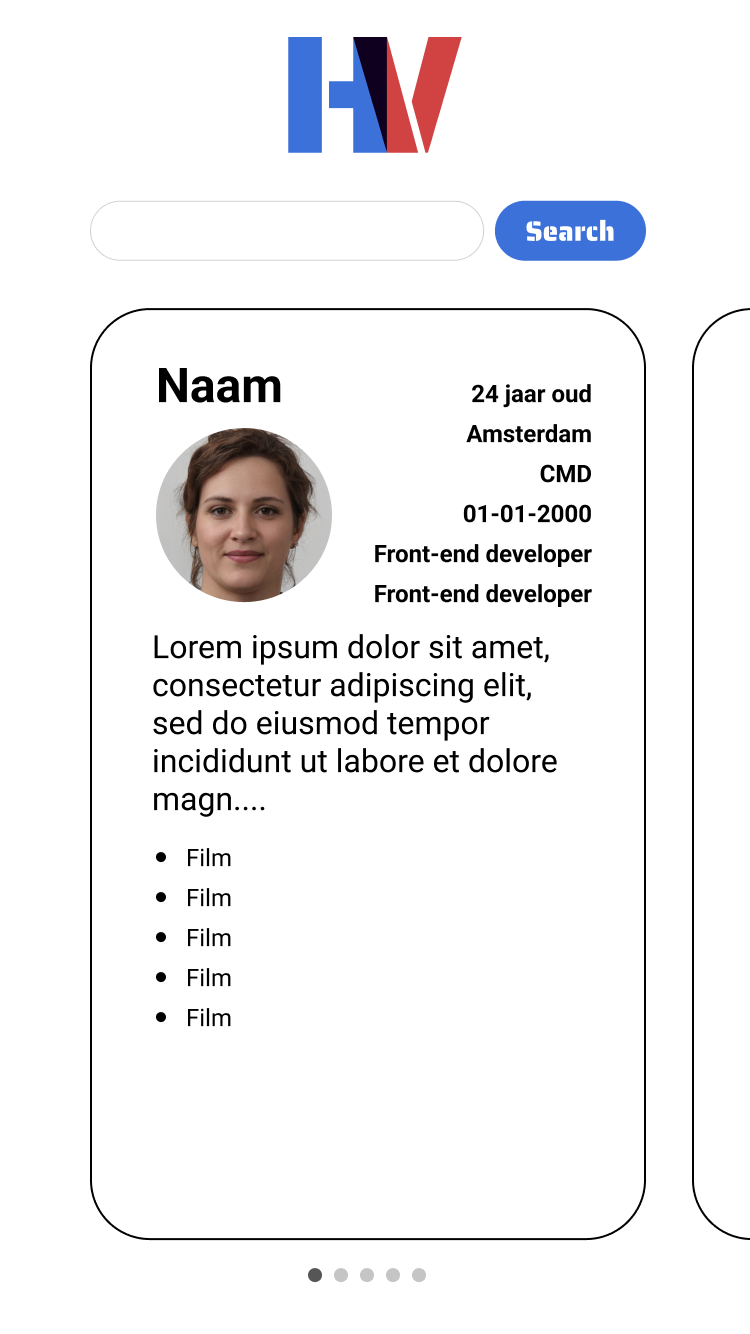 HV
Search
Naam
24 jaar oud
Amsterdam
CMD
01-01-2000
Front-end developer
Front-end developer
Lorem ipsum dolor sit amet,
consectetur adipiscing elit,
sed do eiusmod tempor
incididunt ut labore et dolore
magn....
Film
Film
Film
Film
Film